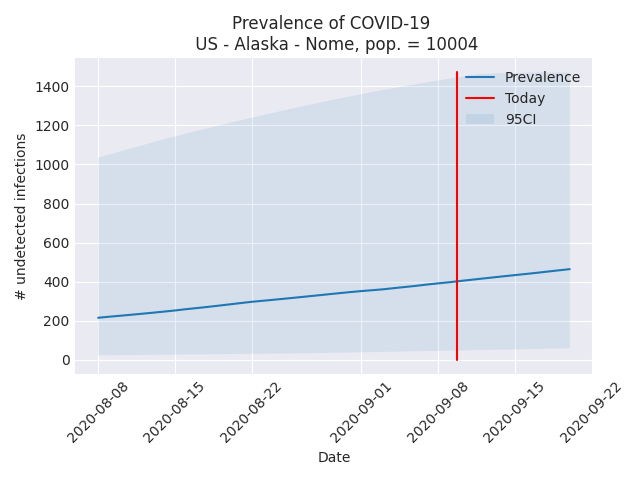 Prevalence of COVID-19
US - Alaska - Nome, pop. = 10004
Prevalence
Today
95CI
# undetected infections
1400
1200
1000
800
600
400
200
0
2020-08-08
2020-08-15
2020-08-22
2020-09-01
2020-09-08
2020-09-15
2020-09-22
Date